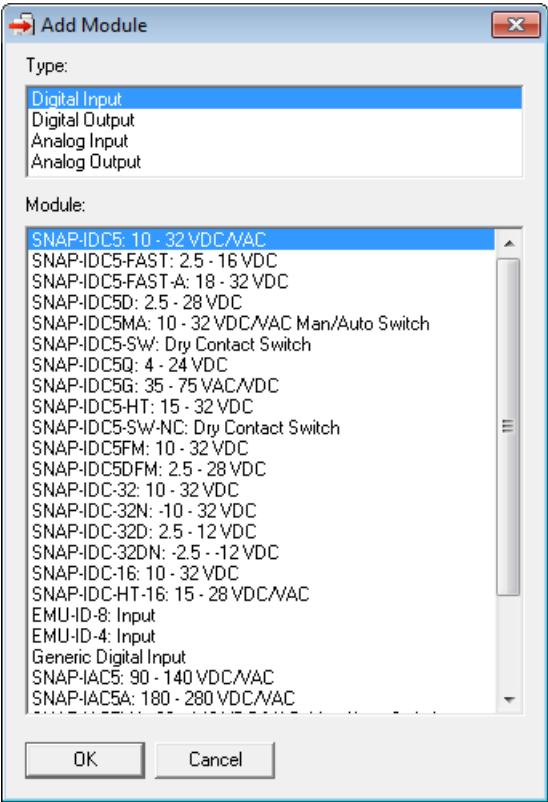 Add Module
Type:
Digital Input
Digital Output
Analog Input
Analog Output
Module:
SNAP-IDC5: 10 - 32 VDC/VAC
SNAP-IDC5-FAST: 2.5 - 16 VDC
SNAP-IDC5-FAST-A: 18 - 32 VDC
SNAP-IDC5D: 2.5 - 28 VDC
SNAP-IDC5MA: 10 - 32 VDC/VAC Man/Auto Switch
SNAP-IDC5-SW: Dry Contact Switch
SNAP-IDC5Q: 4 - 24 VDC
SNAP-IDC5G: 35 - 75 VAC/VDC
SNAP-IDC5-HT: 15 - 32 VDC
SNAP-IDC5-SW-NC: Dry Contact Switch
SNAP-IDC5FM: 10 - 32 VDC
SNAP-IDC5DFM: 2.5 - 28 VDC
SNAP-IDC-32: 10 - 32 VDC
SNAP-IDC-32N: -10 - 32 VDC
SNAP-IDC-32D: 2.5 - 12 VDC
SNAP-IDC-32DN: -2.5 - -12 VDC
SNAP-IDC-16: 10 - 32 VDC
SNAP-IDC-HT-16: 15 - 28 VDC/VAC
EMU-ID-8: Input
EMU-ID-4: Input
Generic Digital Input
SNAP-IAC5: 90 - 140 VDC/VAC
SNAP-IAC5A: 180 - 280 VDC/VAC
OK
Cancel